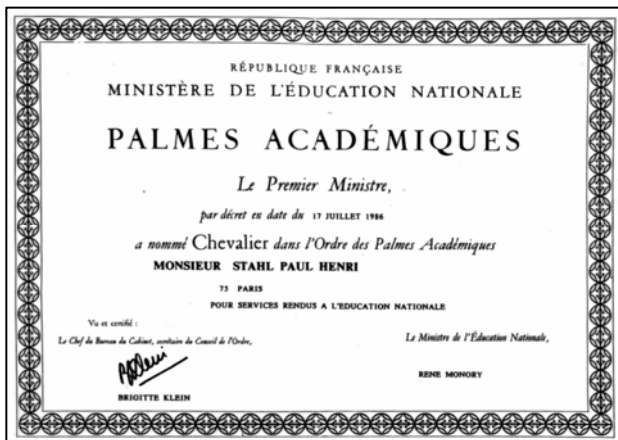 RÉPUBLIQUE FRANÇAISE
MINISTÈRE DE L'ÉDUCATION NATIONALE
PALMES ACADÉMIQUES
Le Premier Ministre,
par décret en date du 17 JUILLET 1986
a nommé Chevalier dans l'Ordre des Palmes Académiques
MONSIEUR STAHL PAUL HENRI
75 PARIS
POUR SERVICES RENDUS A L'EDUCATION NATIONALE
Vu et certifié :
Le Chef du Bureau du Cabinet, secrétaire du Conseil de l'Ordre,
Le Ministre de l'Éducation Nationale,
BRIGITTE KLEIN
RENE MONORY